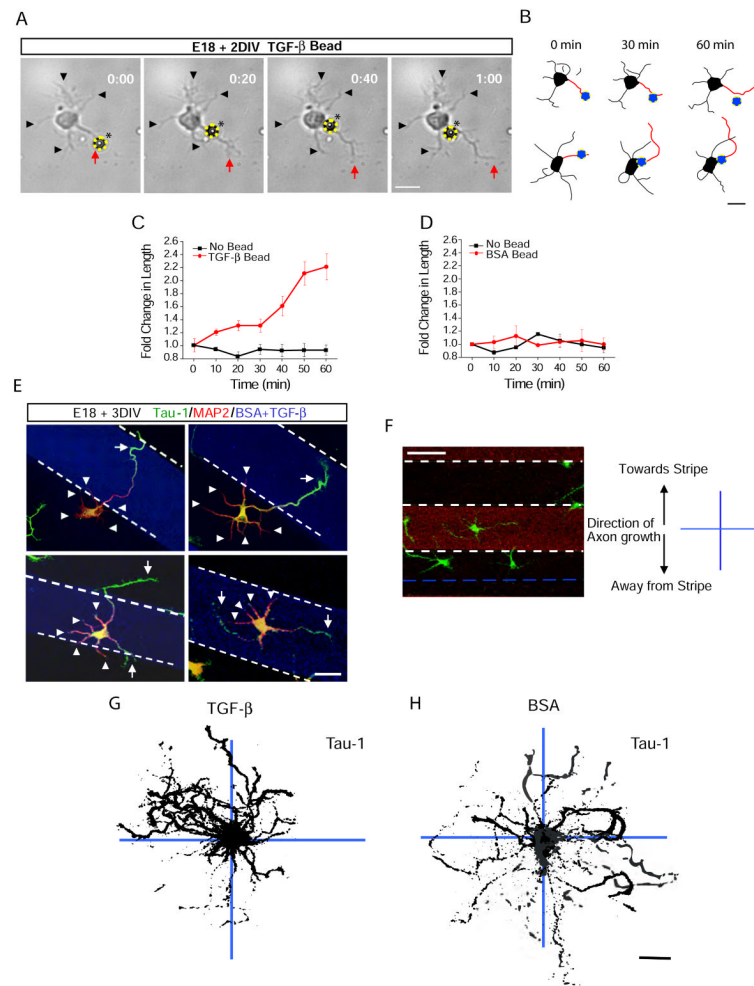 A
E18 + 2DIV TGF-β Bead
0:00
0:20
0:40
1:00
*
*
*
*
B
0 min
30 min
60 min
C
No Bead
TGF-β Bead
Fold Change in Length
2.6
2.4
2.2
2.0
1.8
1.6
1.4
1.2
1.0
0.8
0 10 20 30 40 50 60
Time (min)
D
No Bead
BSA Bead
Fold Change in Length
2.6
2.4
2.2
2.0
1.8
1.6
1.4
1.2
1.0
0.8
0 10 20 30 40 50 60
Time (min)
E
E18 + 3DIV Tau-1/MAP2/BSA+TGF-β
F
Towards Stripe
Direction of
Axon growth
Away from Stripe
G
TGF-β
Tau-1
H
BSA
Tau-1